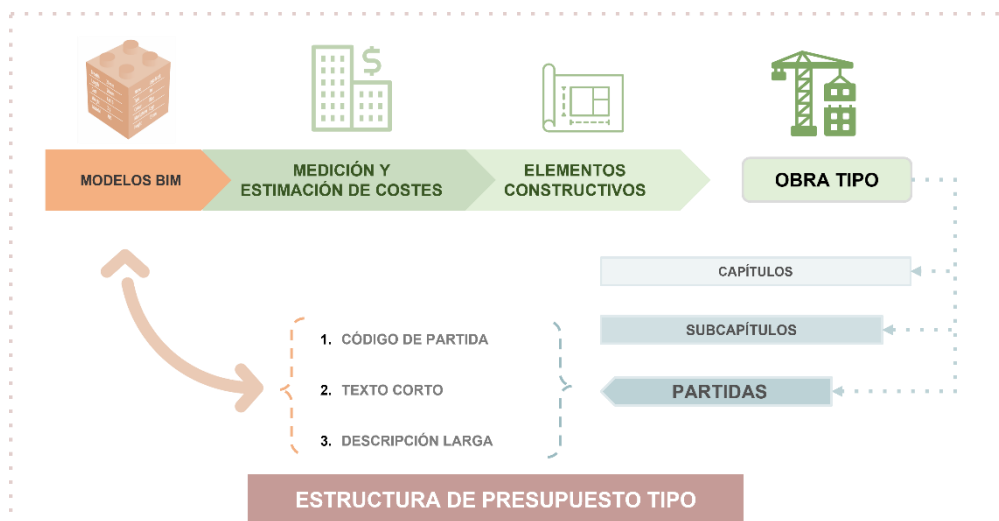 $
MODELOS BIM
MEDICIÓN Y
ESTIMACIÓN DE COSTES
ELEMENTOS
CONSTRUCTIVOS
OBRA TIPO
CAPÍTULOS
SUBCAPÍTULOS
PARTIDAS
1. CÓDIGO DE PARTIDA
2. TEXTO CORTO
3. DESCRIPCIÓN LARGA
ESTRUCTURA DE PRESUPUESTO TIPO